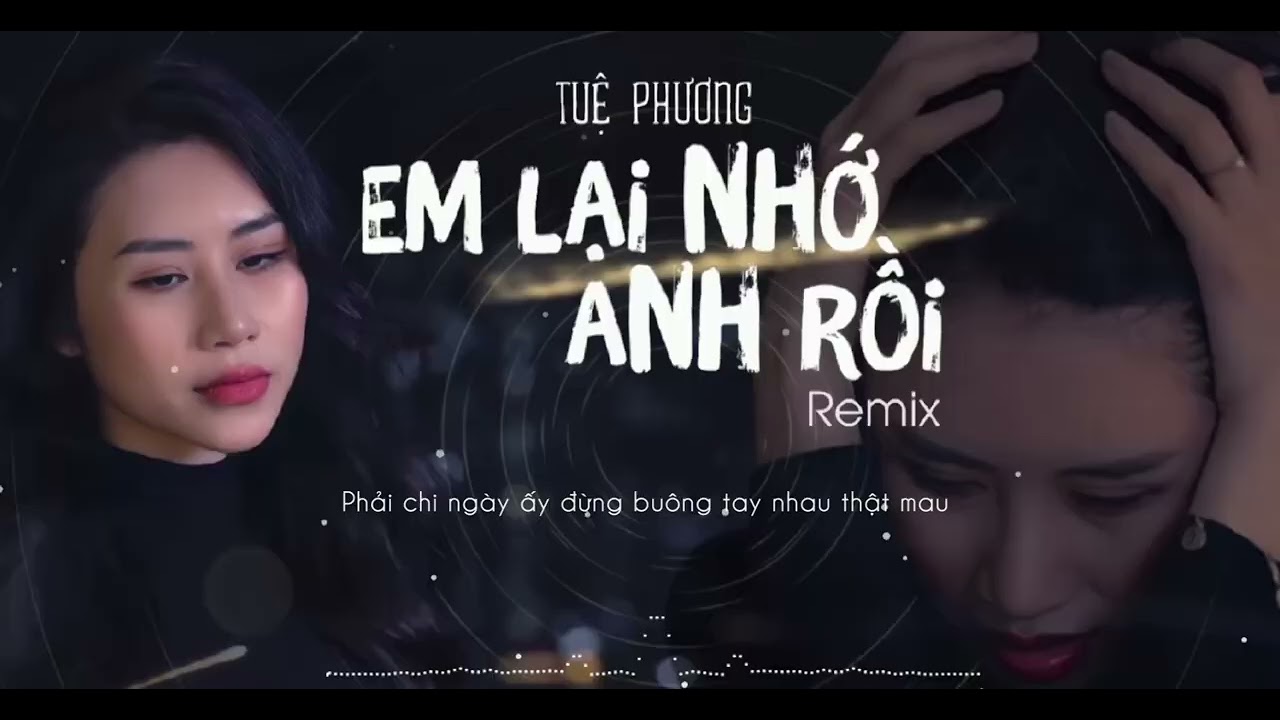 TUỆ PHƯƠNG
EM LẠI NHỚ
ANH RỒI
Remix
Phải chi ngày ấy đừng buông tay nhau thật mau